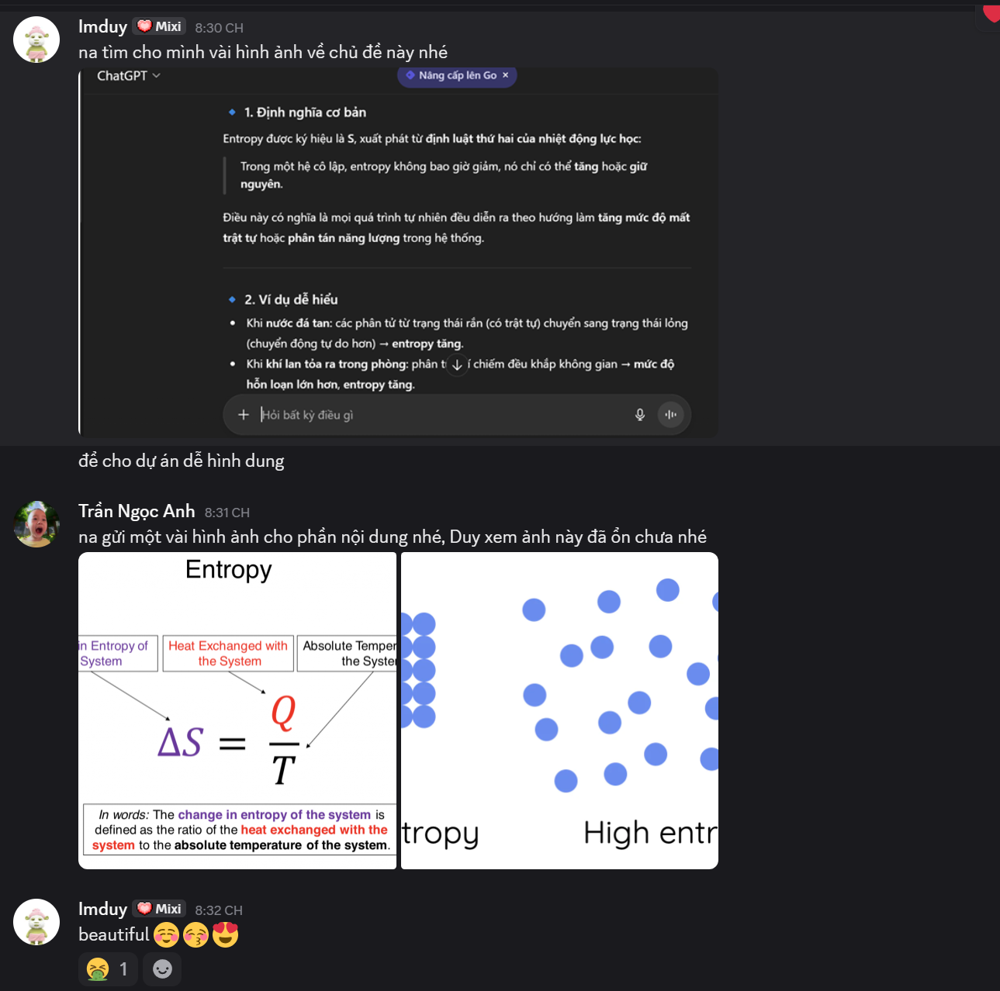 Imduy Mixi 8:30 CH
na tìm cho mình vài hình ảnh về chủ đề này nhé
ChatGPT
Nâng cấp lên Go ×
1. Định nghĩa cơ bản
Entropy được ký hiệu là S, xuất phát từ định luật thứ hai của nhiệt động lực học:
Trong một hệ cô lập, entropy không bao giờ giảm, nó chỉ có thể tăng hoặc giữ
nguyên.
Điều này có nghĩa là mọi quá trình tự nhiên đều diễn ra theo hướng làm tăng mức độ mất
trật tự hoặc phân tán năng lượng trong hệ thống.
2. Ví dụ dễ hiểu
• Khi nước đá tan: các phân tử từ trạng thái rắn (có trật tự) chuyển sang trạng thái lỏng
(chuyển động tự do hơn) → entropy tăng.
• Khi khí lan tỏa ra trong phòng: phân t í chiếm đều khắp không gian → mức độ
hỗn loạn lớn hơn, entropy tăng.
Hỏi bất kỳ điều gì
để cho dự án dễ hình dung
Trần Ngọc Anh 8:31 CH
na gửi một vài hình ảnh cho phần nội dung nhé, Duy xem ảnh này đã ổn chưa nhé
Entropy
in Entropy of
System
Heat Exchanged with
the System
Absolute Temper
the Syste
ΔS = Q/T
In words: The change in entropy of the system is
defined as the ratio of the heat exchanged with the
system to the absolute temperature of the system.
tropy
High entr
Imduy Mixi 8:32 CH
beautiful ☺️😚😍
🤮 1